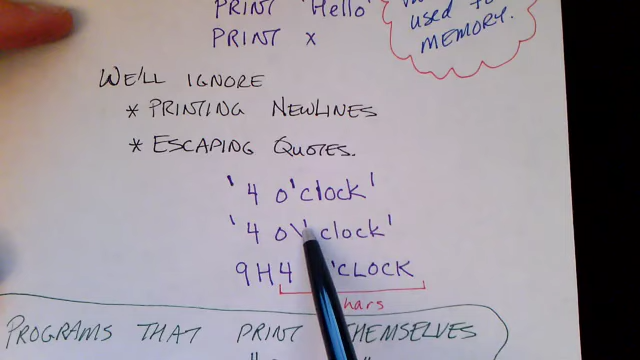 PRINT 'Hello'
PRINT x
used to
MEMORY.
WE'LL IGNORE
* PRINTING NEWLINES
* ESCAPING QUOTES.
'4 o'clock'
'4 o\'clock'
9H4 'CLOCK
hars
PROGRAMS THAT PRINT THEMSELVES